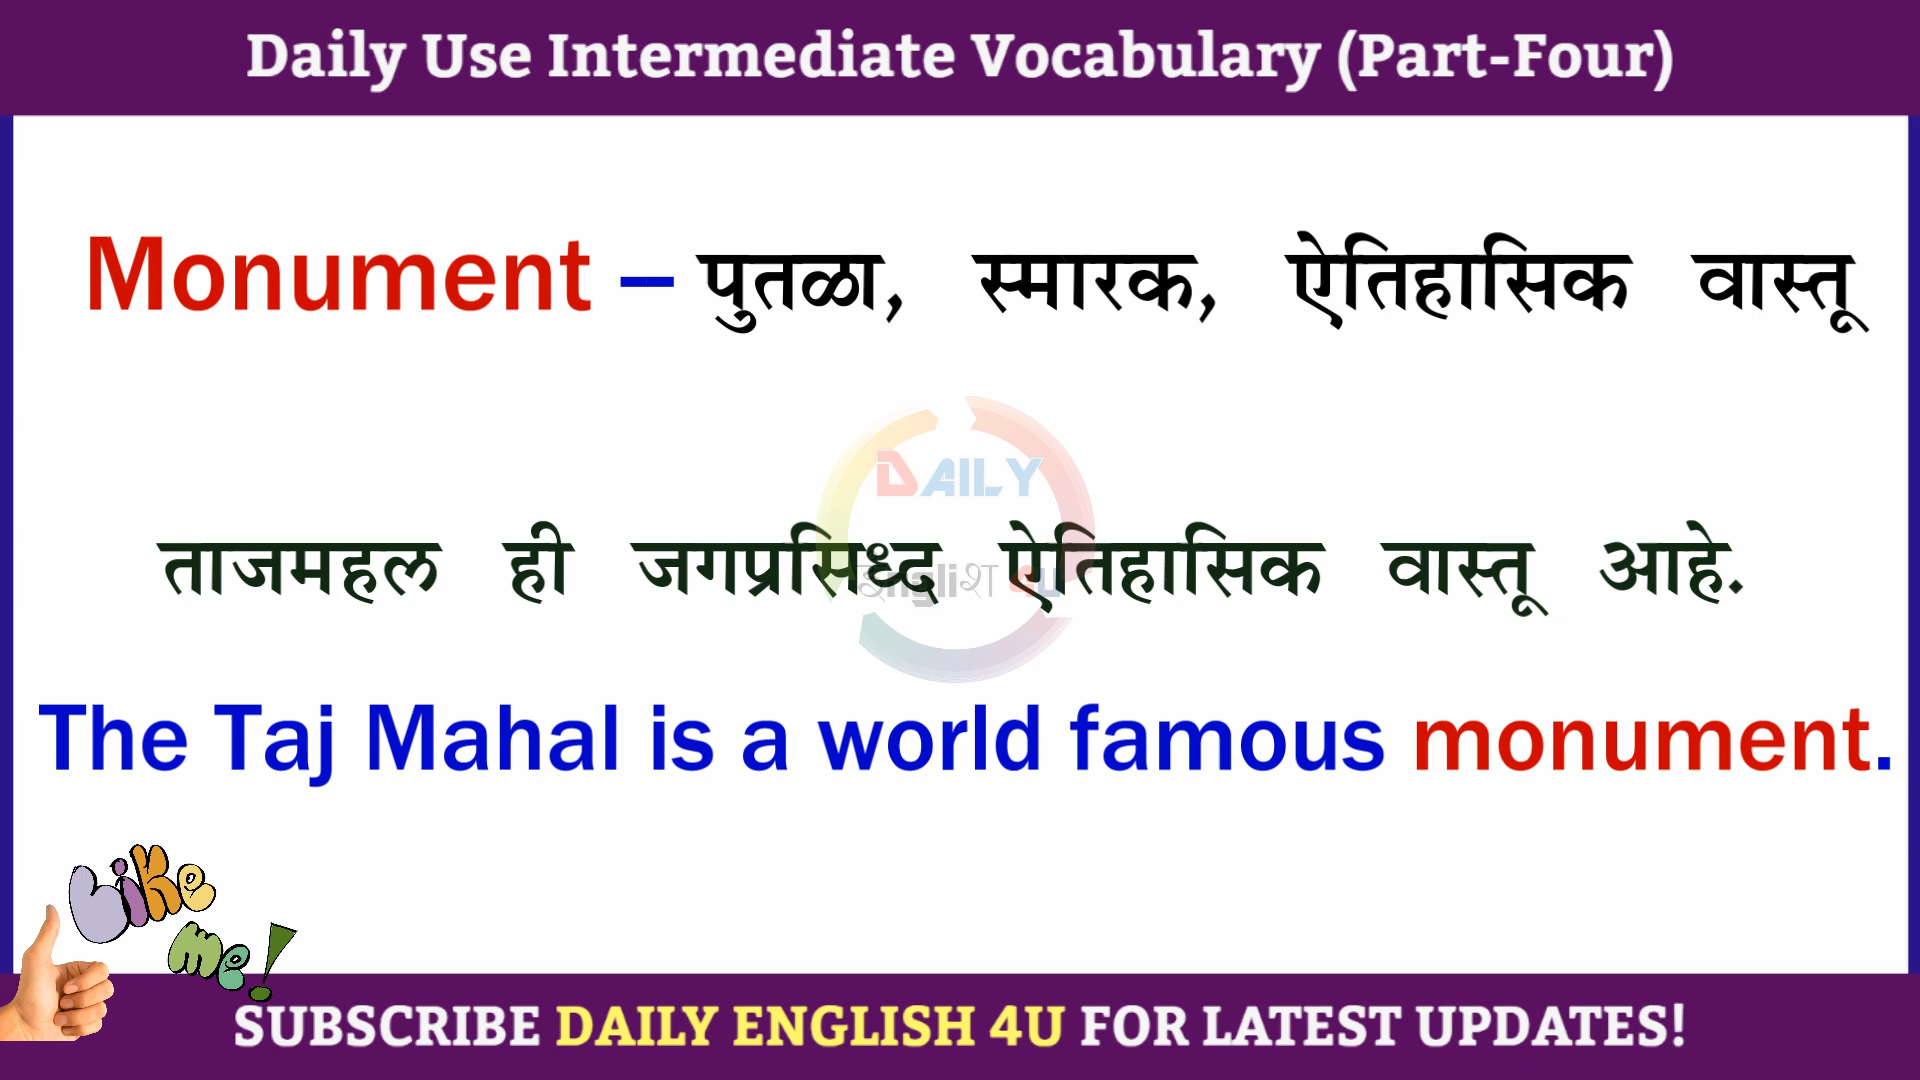 Daily Use Intermediate Vocabulary (Part-Four)
Monument – पुतळा, स्मारक, ऐतिहासिक वास्तू
DAILY
ताजमहल ही जगप्रसिध्द ऐतिहासिक वास्तू आहे.
The Taj Mahal is a world famous monument.
Like
me!
SUBSCRIBE DAILY ENGLISH 4U FOR LATEST UPDATES!